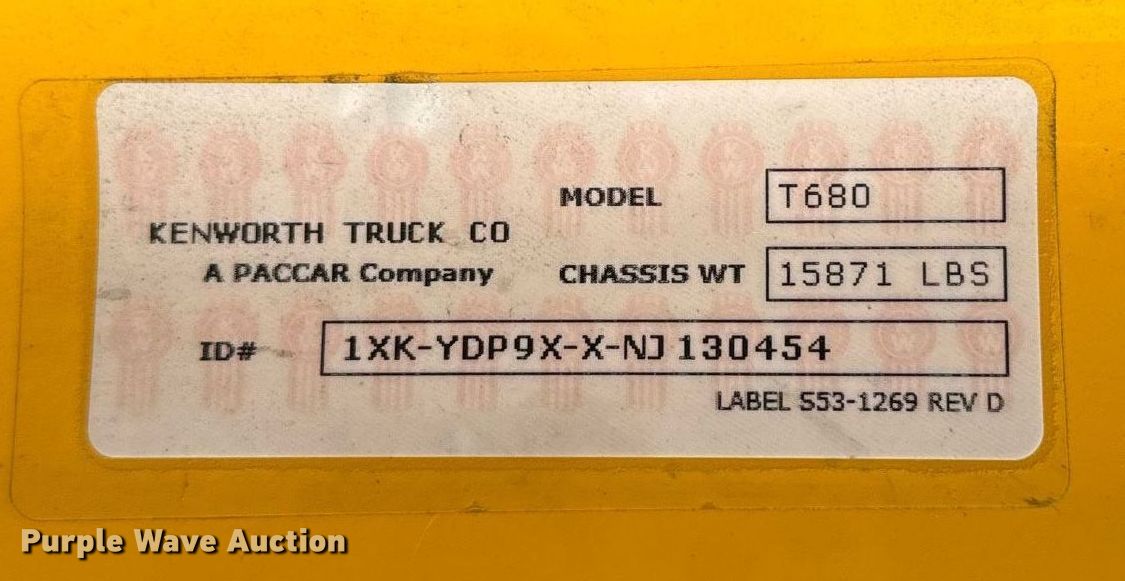 MODEL T680
KENWORTH TRUCK CO
A PACCAR Company
CHASSIS WT 15871 LBS
ID# 1XK-YDP9X-X-NJ130454
LABEL S53-1269 REV D
Purple Wave Auction